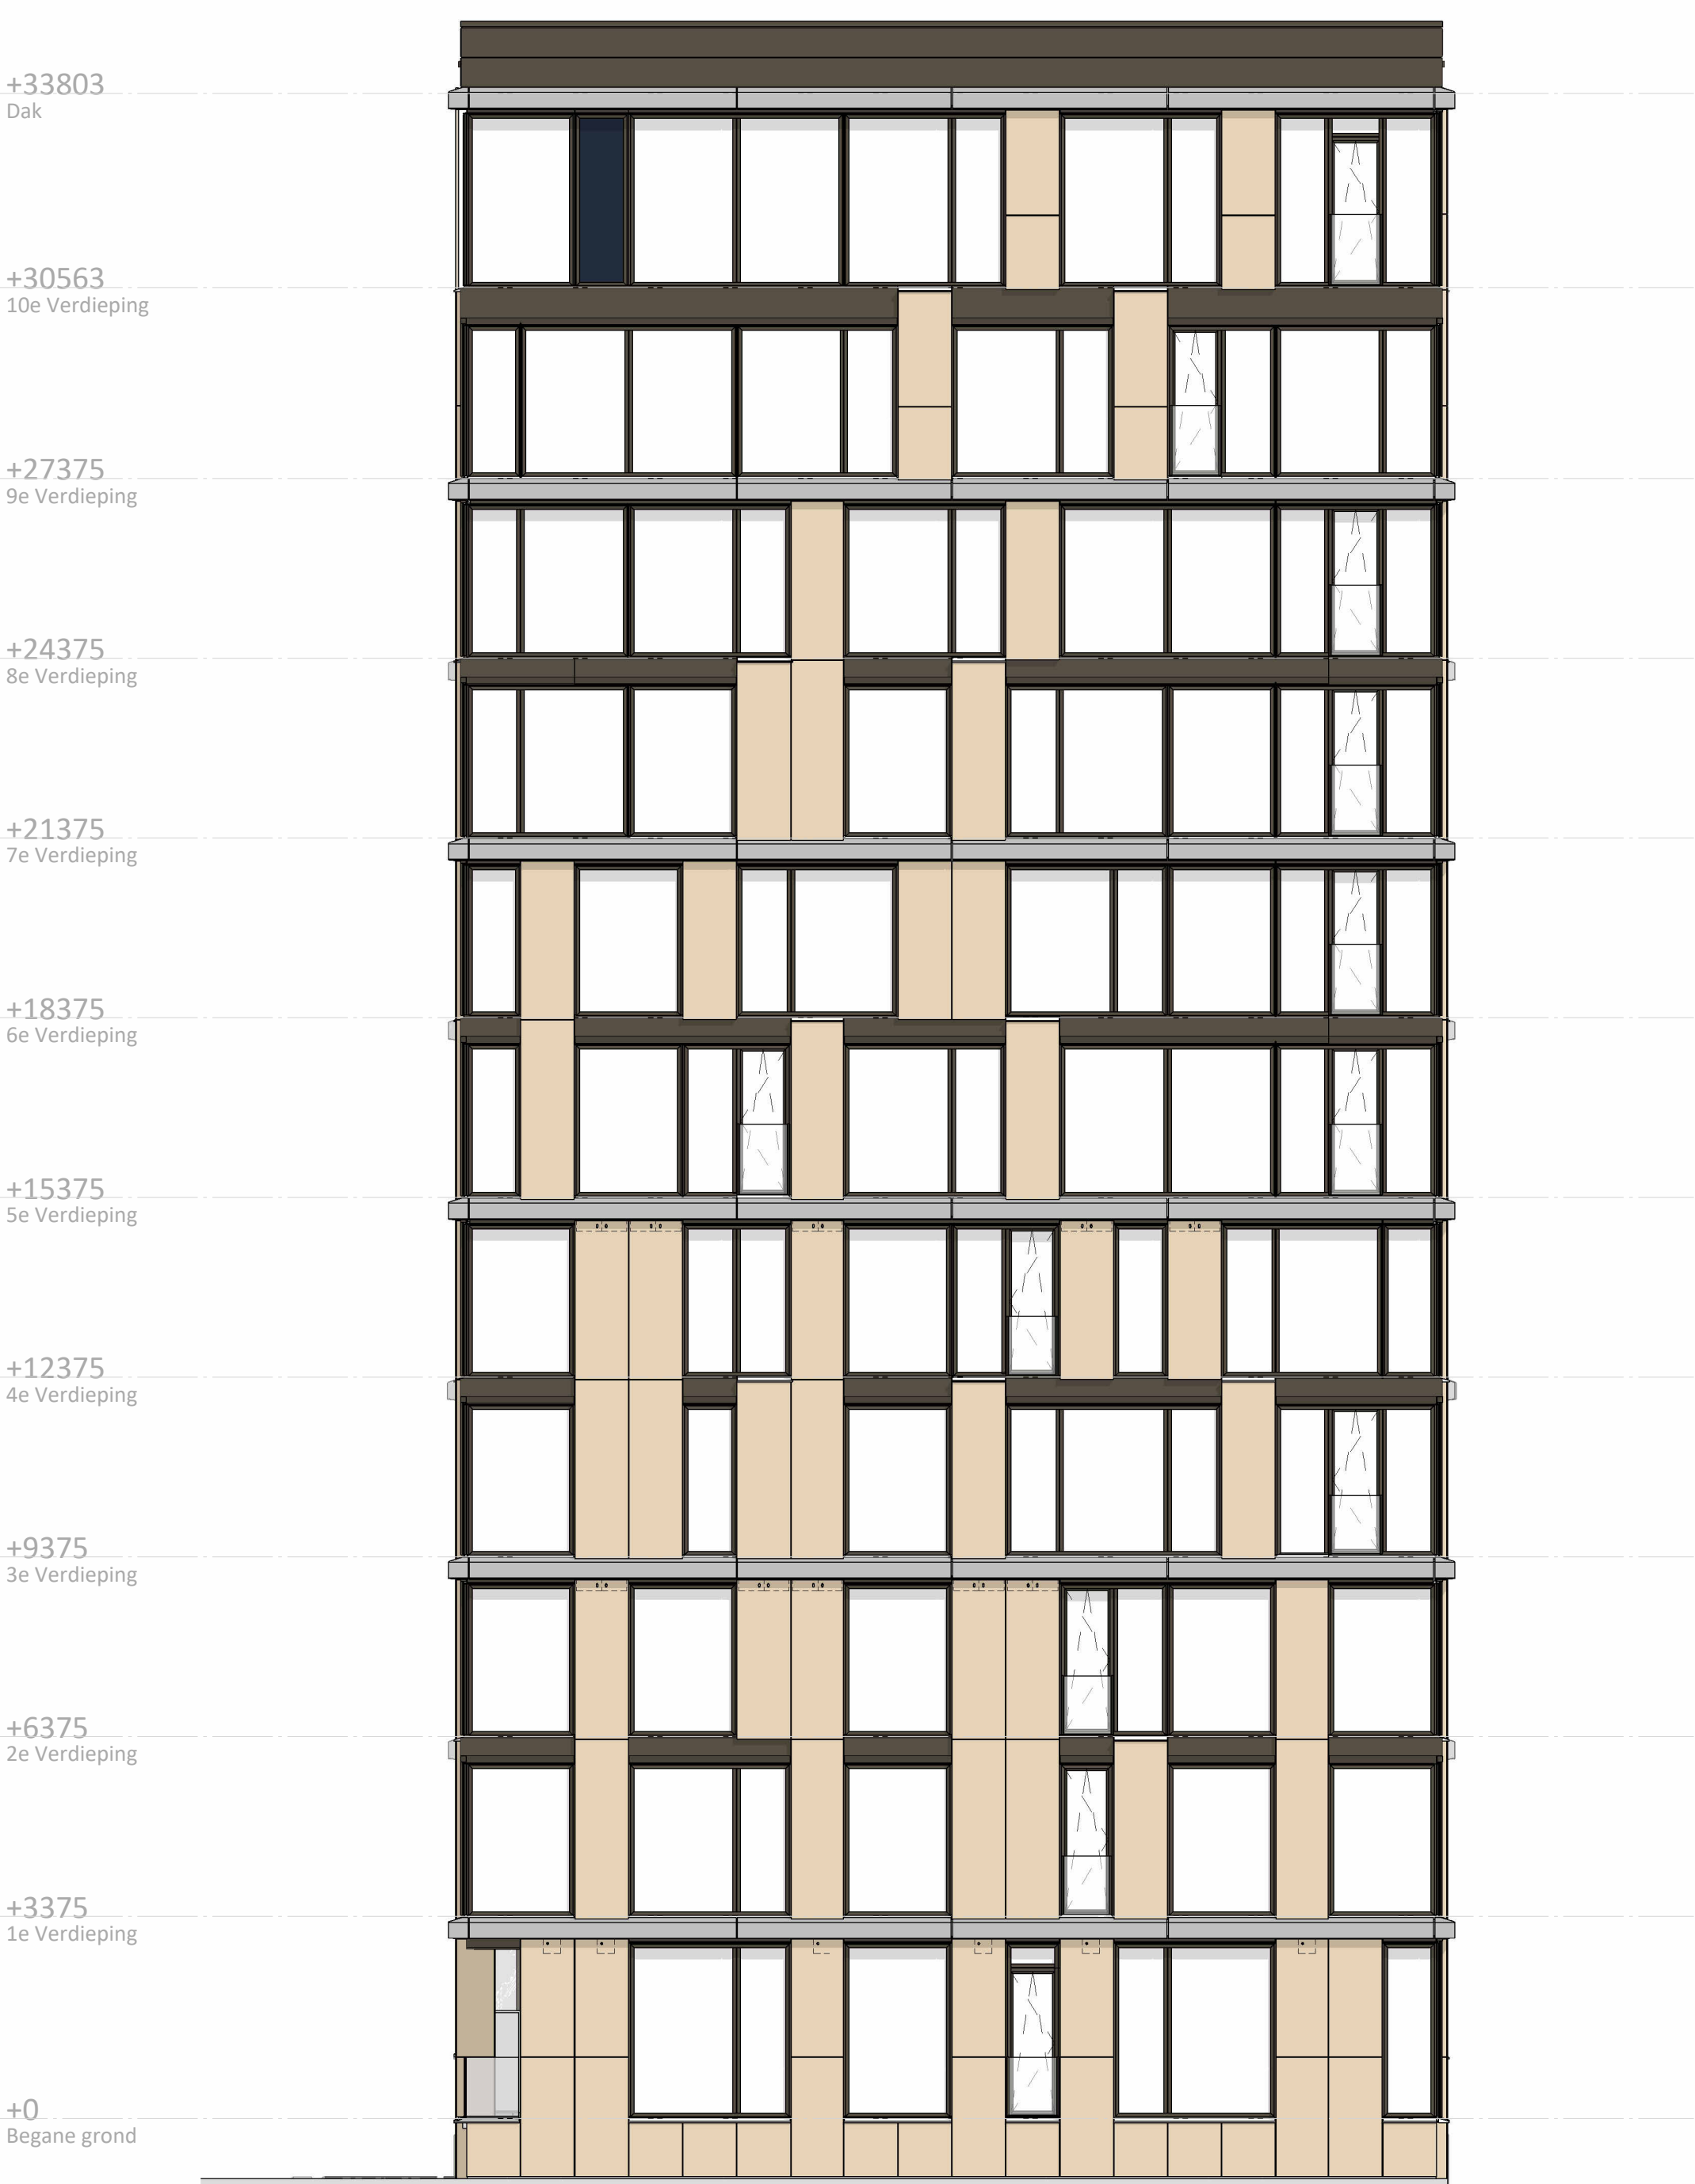 +33803
Dak
+30563
10e Verdieping
+27375
9e Verdieping
+24375
8e Verdieping
+21375
7e Verdieping
+18375
6e Verdieping
+15375
5e Verdieping
+12375
4e Verdieping
+9375
3e Verdieping
+6375
2e Verdieping
+3375
1e Verdieping
+0
Begane grond